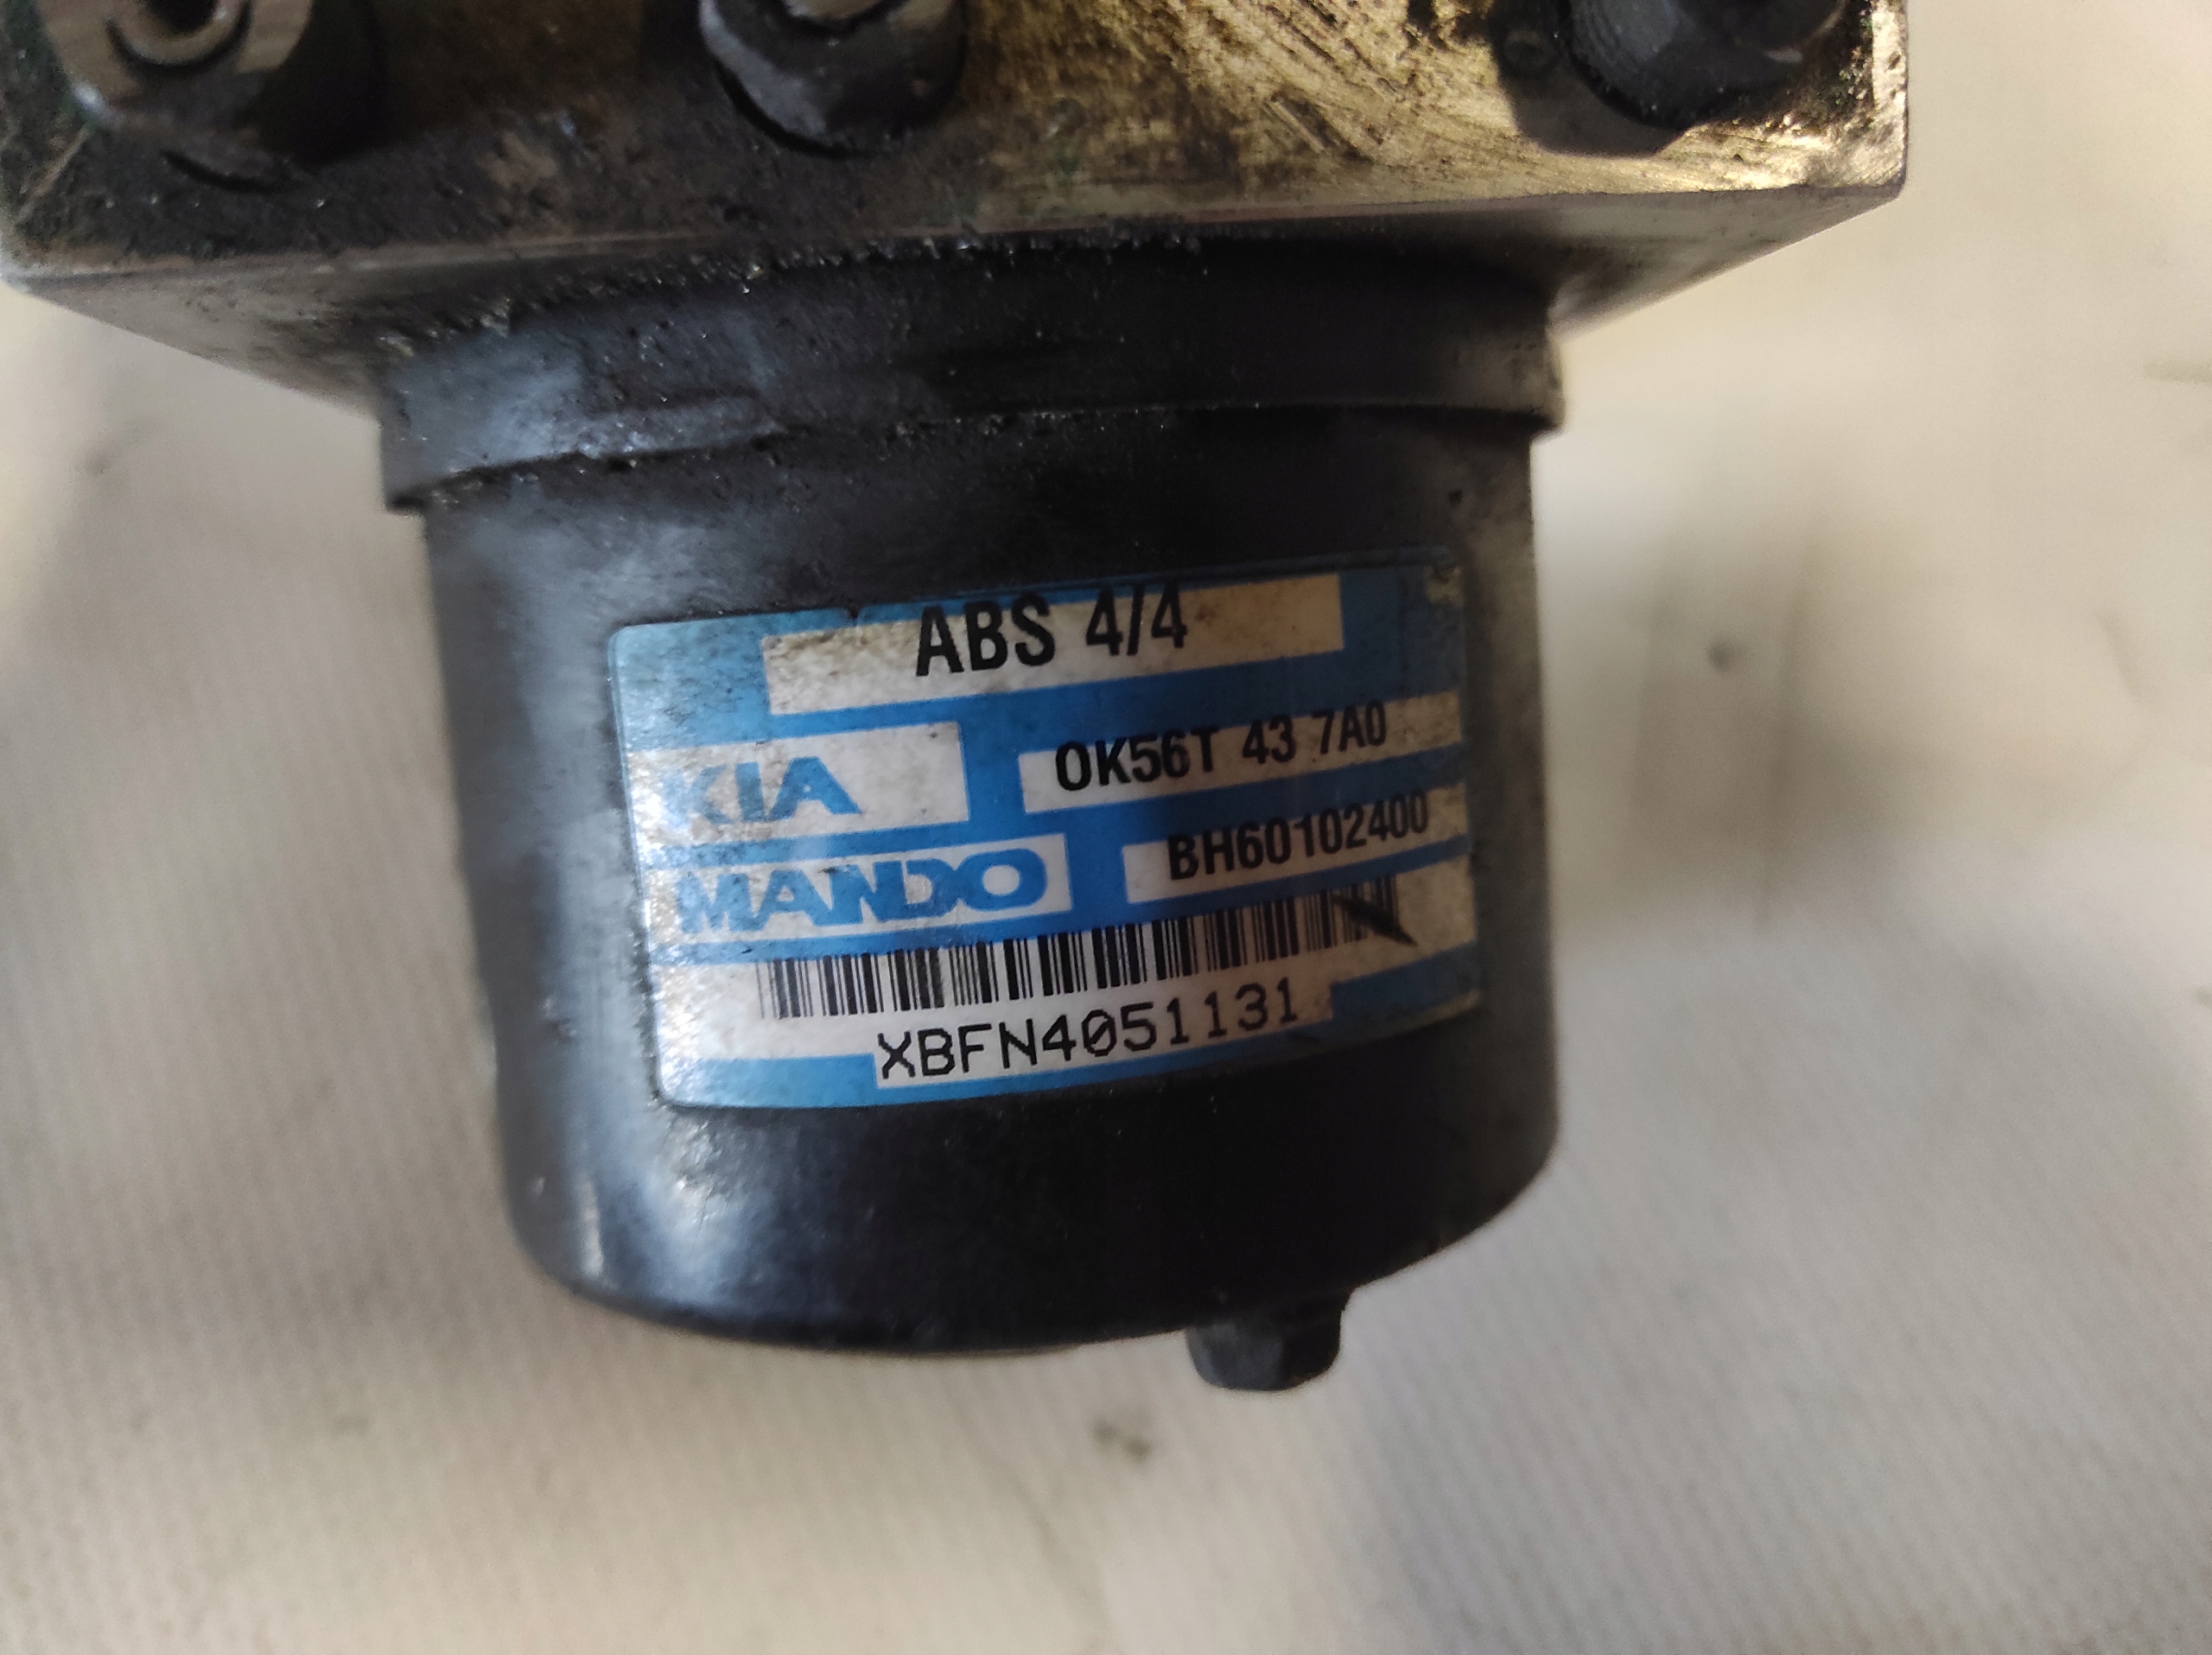 ABS 4/4
KIA 0K56T 43 7A0
MANDO BH60102400
XBFN4051131